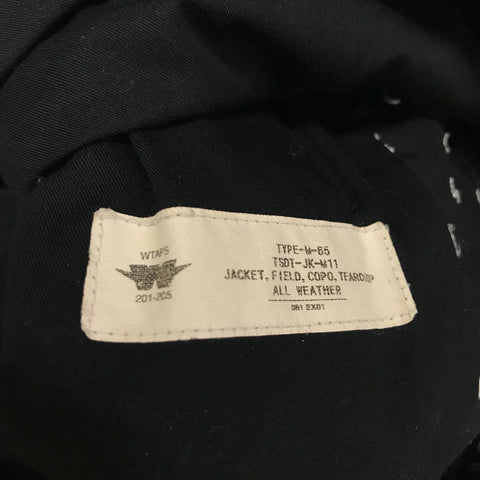 WTAPS
201-205
TYPE-M-65
TSDT-JK-M11
JACKET, FIELD, COPO, TEARDROP
ALL WEATHER